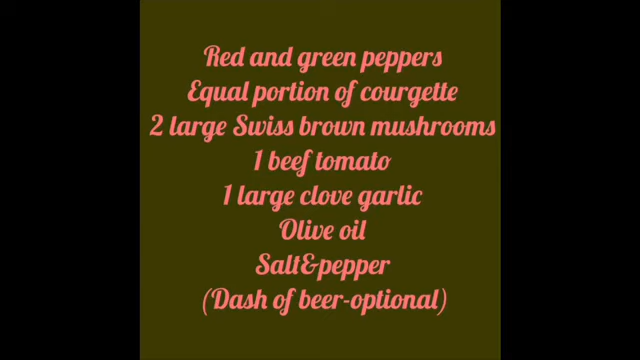 Red and green peppers
Equal portion of courgette
2 large Swiss brown mushrooms
1 beef tomato
1 large clove garlic
Olive oil
Salt&pepper
(Dash of beer-optional)